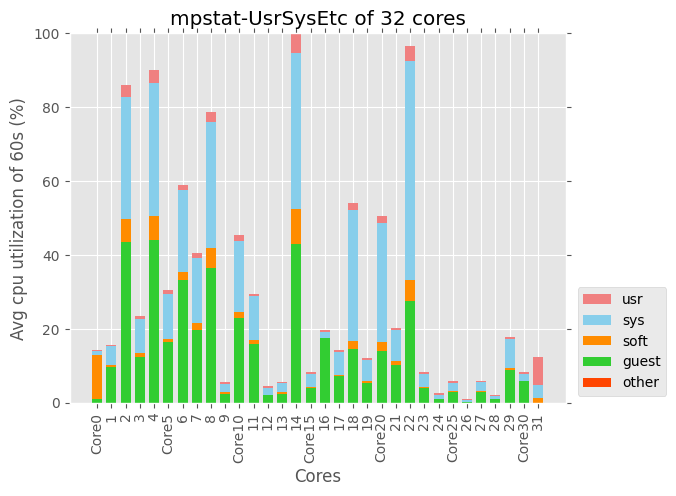 mpstat-UsrSysEtc of 32 cores
Avg cpu utilization of 60s (%)
100
80
60
40
20
0
usr
sys
soft
guest
other
Core0
1
2
3
4
Core5
6
7
8
9
Core10
11
12
13
14
Core15
16
17
18
19
Core20
21
22
23
24
Core25
26
27
28
29
Core30
31
Cores